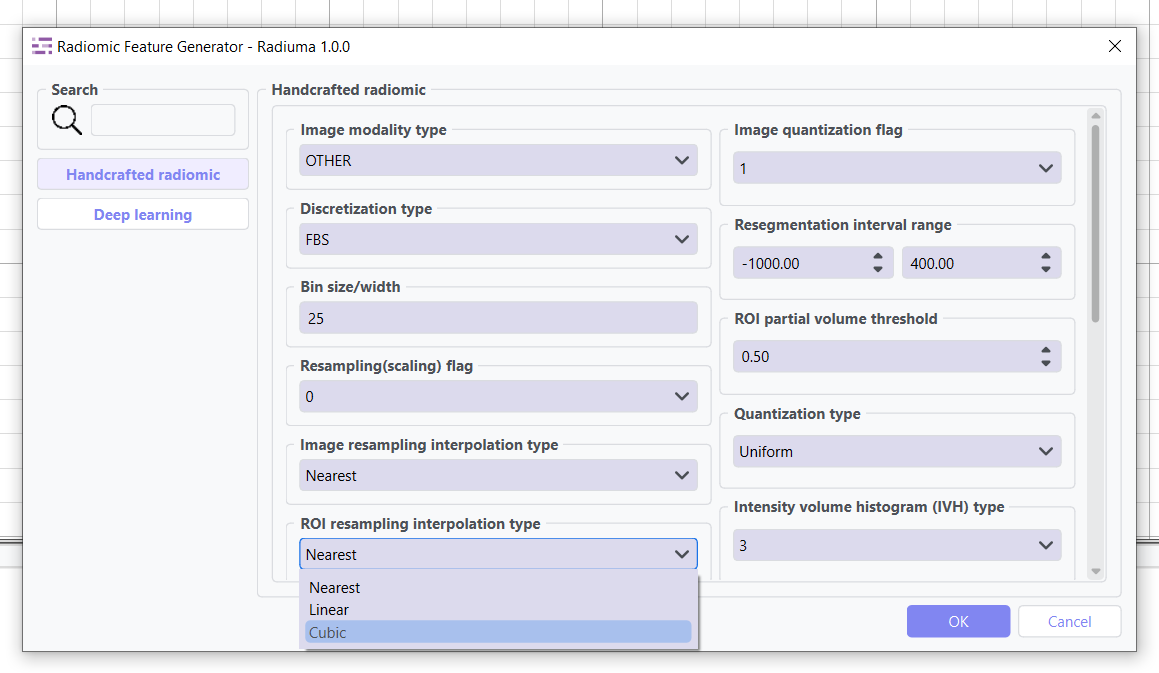 Radiomic Feature Generator - Radiuma 1.0.0
Search
Handcrafted radiomic
Deep learning
Handcrafted radiomic
Image modality type
OTHER
Discretization type
FBS
Bin size/width
25
Resampling(scaling) flag
0
Image resampling interpolation type
Nearest
ROI resampling interpolation type
Nearest
Nearest
Linear
Cubic
Image quantization flag
1
Resegmentation interval range
-1000.00 400.00
ROI partial volume threshold
0.50
Quantization type
Uniform
Intensity volume histogram (IVH) type
3
OK Cancel